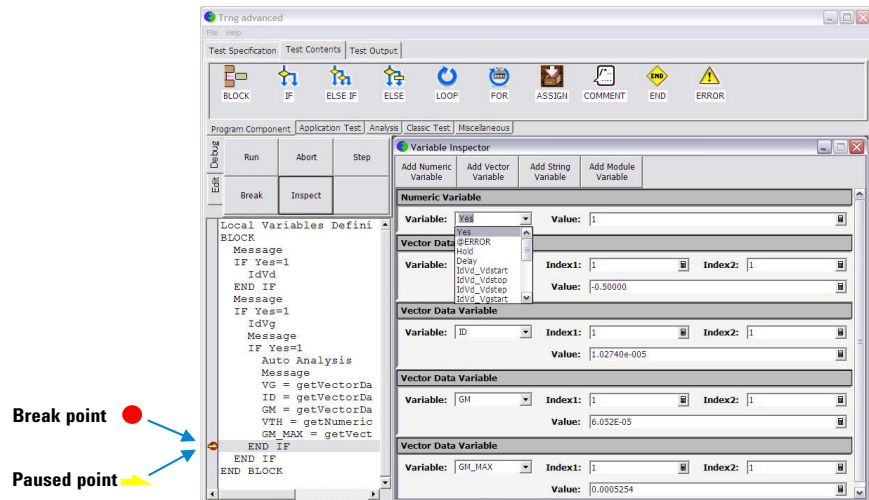 Trng advanced
File Help
Test Specification Test Contents Test Output
BLOCK IF ELSE IF ELSE LOOP FOR ASSIGN COMMENT END ERROR
END
Program Component Application Test Analysis Classic Test Miscellaneous
Debug
Edit
Run Abort Step
Break Inspect
Local Variables Defini
BLOCK
Message
IF Yes=1
IdVd
END IF
Message
IF Yes=1
IdVg
Message
IF Yes=1
Auto Analysis
Message
VG = getVectorDa
ID = getVectorDa
GM = getVectorDa
VTH = getNumeric
GM_MAX = getVect
END IF
END IF
END BLOCK
Break point
Paused point
Variable Inspector
Add Numeric Variable Add Vector Variable Add String Variable Add Module Variable
Numeric Variable
Variable: Yes Value: 1
Yes
@ERROR
Hold
Delay
IdVd_Vdstart
IdVd_Vdstop
IdVd_Vdstep
IdVd_Vgstart
Vector Data
Variable: Index1: 1 Index2: 1
Value: -0.50000
Vector Data Variable
Variable: ID Index1: 1 Index2: 1
Value: 1.02740e-005
Vector Data Variable
Variable: GM Index1: 1 Index2: 1
Value: 6.052E-05
Vector Data Variable
Variable: GM_MAX Index1: 1 Index2: 1
Value: 0.0005254